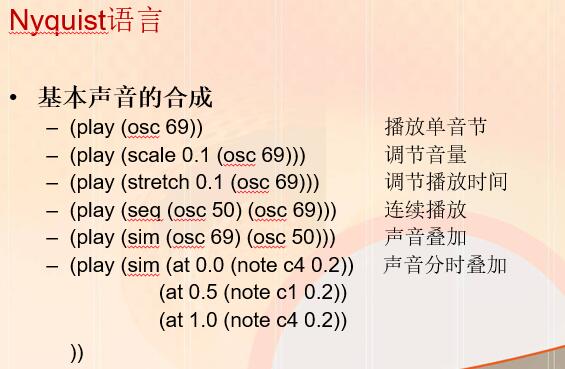 Nyquist语言
• 基本声音的合成
– (play (osc 69)) 播放单音节
– (play (scale 0.1 (osc 69))) 调节音量
– (play (stretch 0.1 (osc 69))) 调节播放时间
– (play (seq (osc 50) (osc 69))) 连续播放
– (play (sim (osc 69) (osc 50))) 声音叠加
– (play (sim (at 0.0 (note c4 0.2)) 声音分时叠加
(at 0.5 (note c1 0.2))
(at 1.0 (note c4 0.2))
))